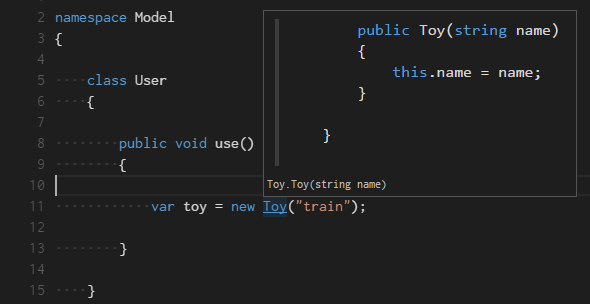 2 namespace Model
3 {
4
5 ····class User
6 ····{
7
8 ········public void use()
9 ········{
10
11 ············var toy = new Toy("train");
12
13 ········}
14
15 ····}
public Toy(string name)
{
this.name = name;
}
}
Toy.Toy(string name)